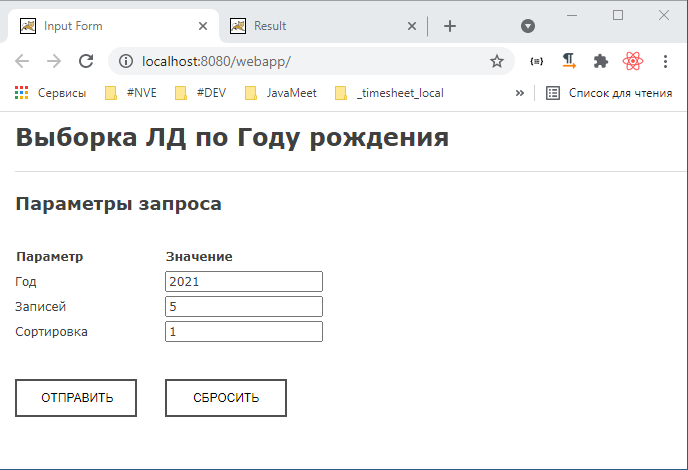 Input Form
Result
localhost:8080/webapp/
Сервисы #NVE #DEV JavaMeet _timesheet_local » Список для чтения
Выборка ЛД по Году рождения
Параметры запроса
Параметр Значение
Год 2021
Записей 5
Сортировка 1
ОТПРАВИТЬ СБРОСИТЬ